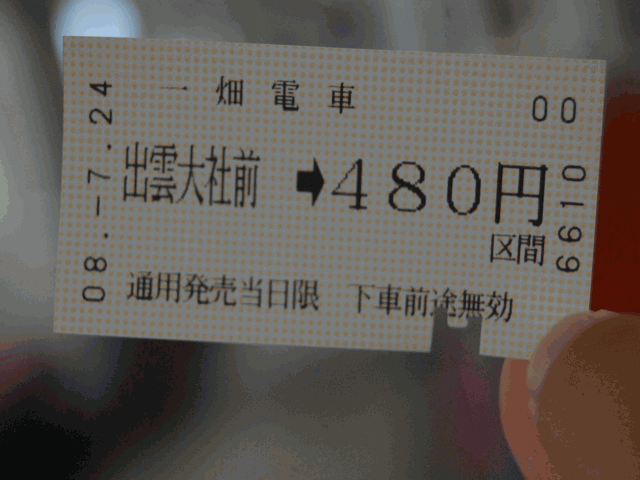 一畑電車
00
出雲大社前➡480円
区間
通用発売当日限 下車前途無効
08.-7.24
6610